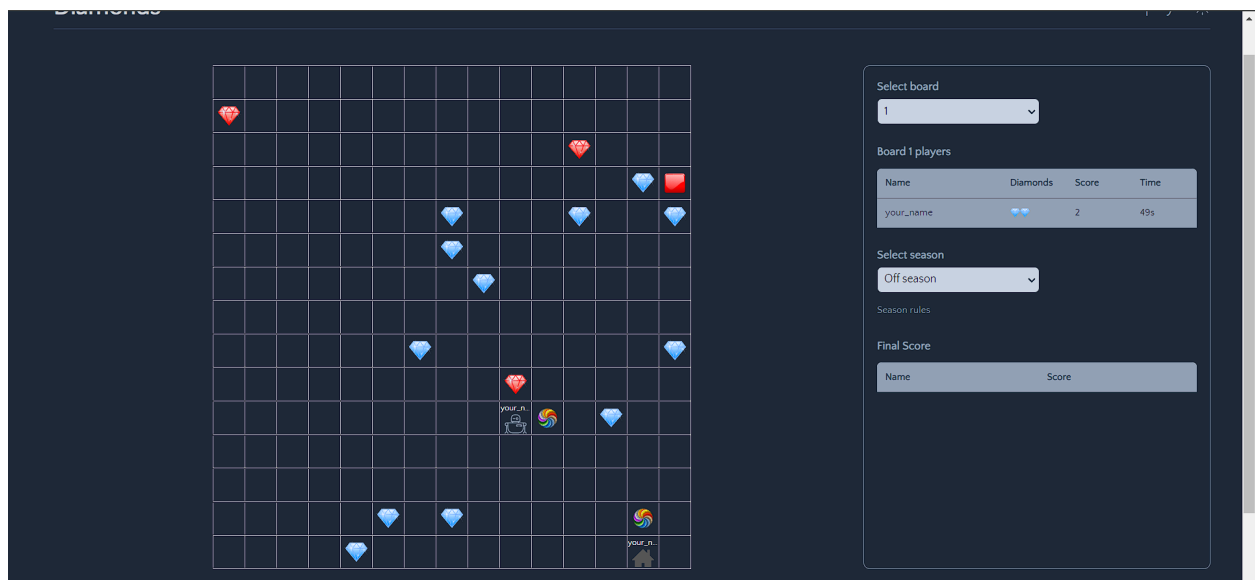 Diamonds
Select board
1
Board 1 players
Name Diamonds Score Time
your_name 2 49s
Select season
Off season
Season rules
Final Score
Name Score
your_n...
your_n...